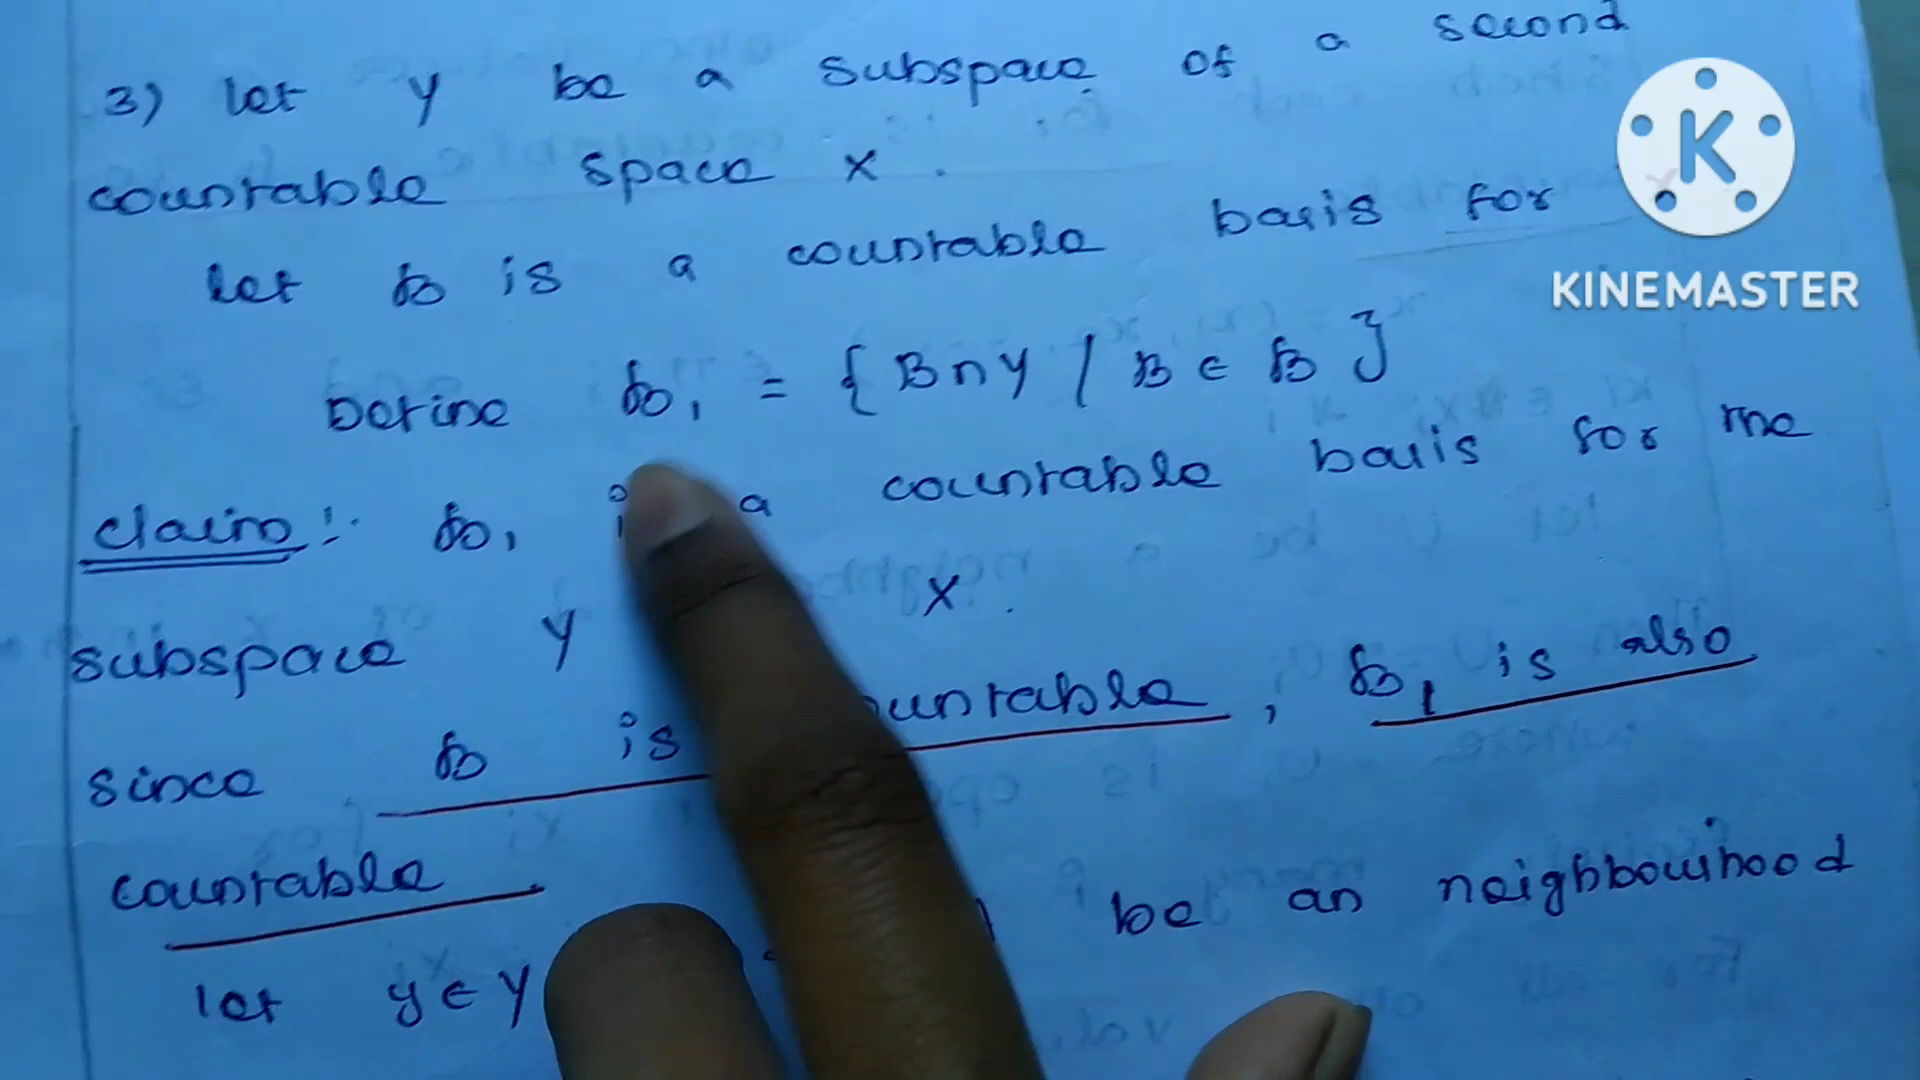 3) let Y be a subspace of a second
countable space X.
let 𝔅 is a countable basis for
Define 𝔅₁ = { B∩Y / B ∈ 𝔅 }
claim:- 𝔅₁ a countable basis for the
subspace Y X.
since 𝔅 is countable, 𝔅₁ is also
countable
let y ∈ Y be an neighbourhood
K
KINEMASTER